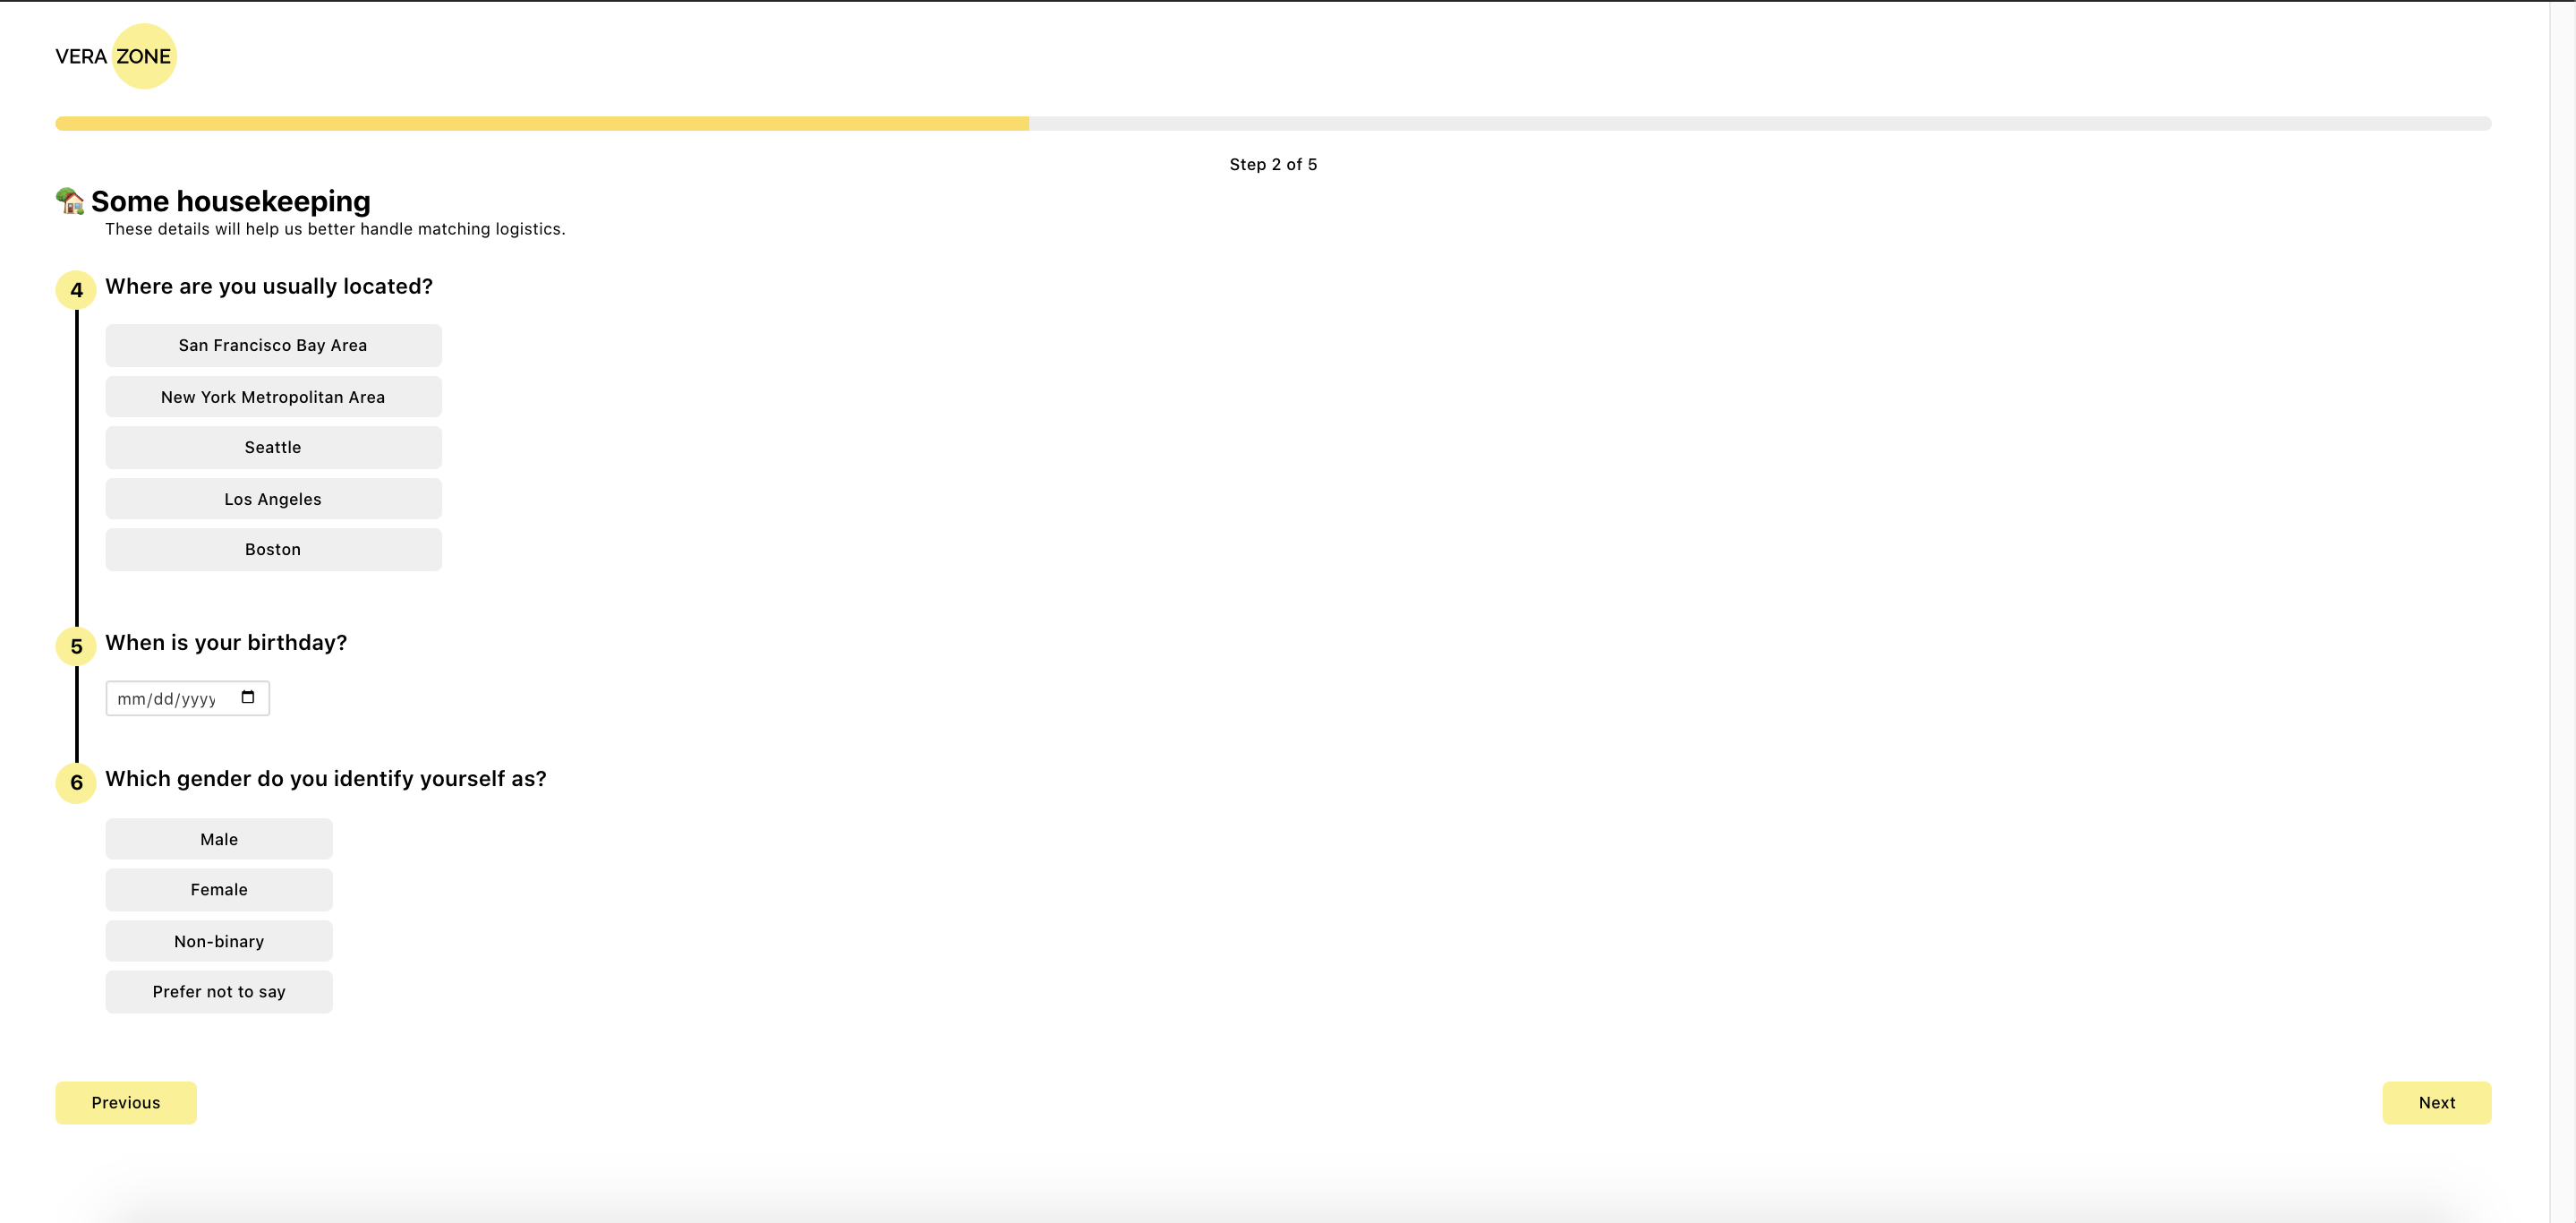 VERA ZONE
Step 2 of 5
Some housekeeping
These details will help us better handle matching logistics.
4 Where are you usually located?
San Francisco Bay Area
New York Metropolitan Area
Seattle
Los Angeles
Boston
5 When is your birthday?
mm/dd/yyyy
6 Which gender do you identify yourself as?
Male
Female
Non-binary
Prefer not to say
Previous
Next